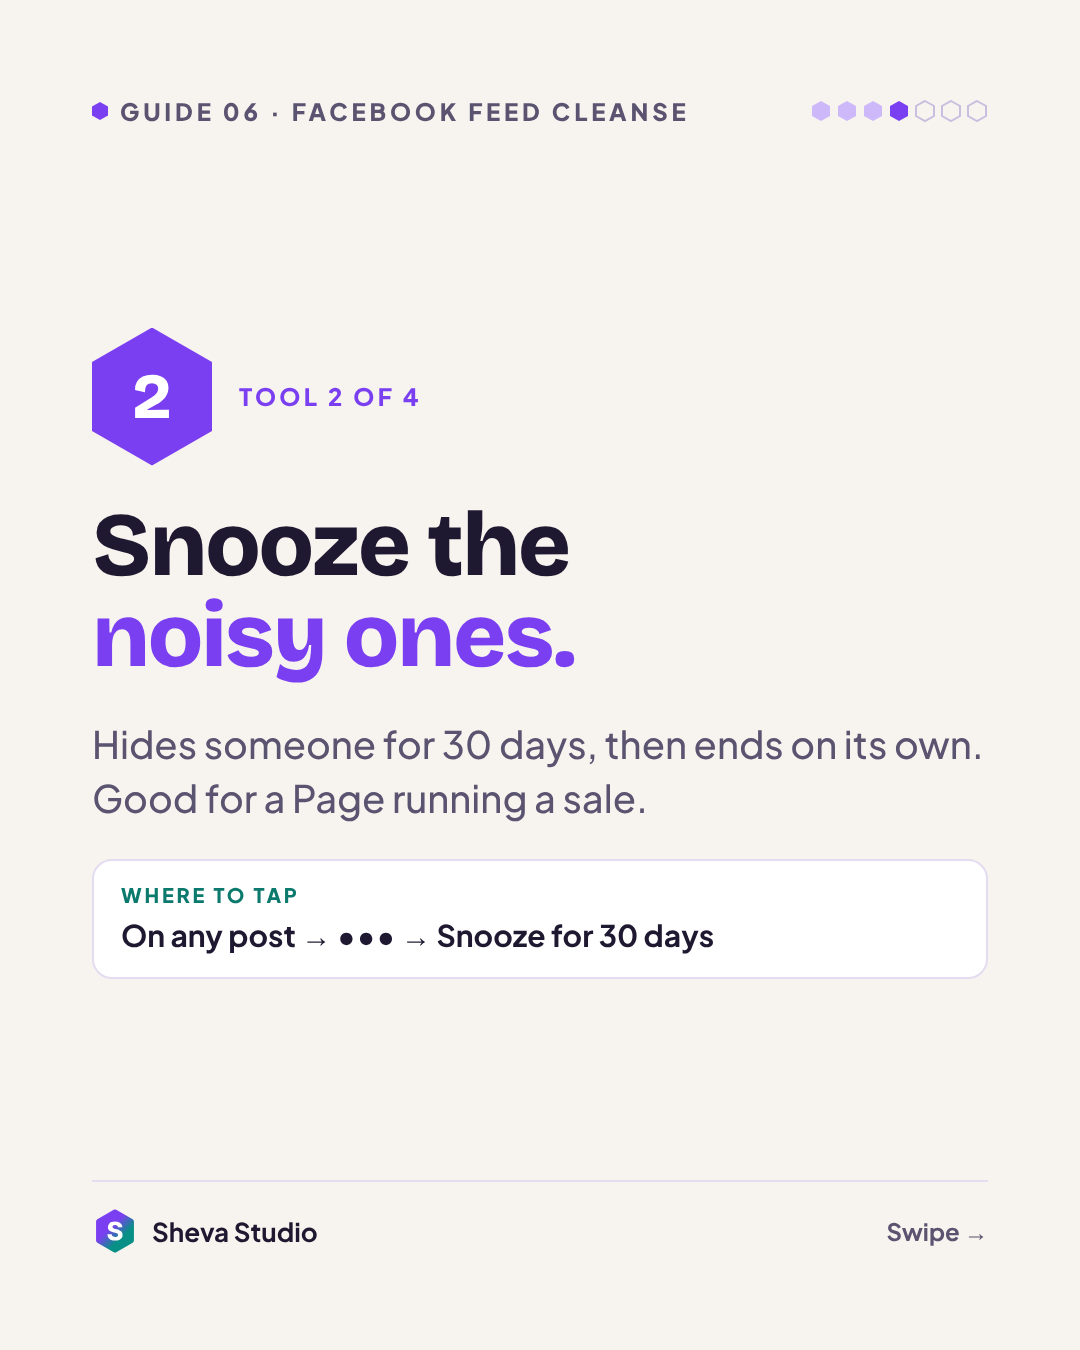 GUIDE 06 · FACEBOOK FEED CLEANSE
2
TOOL 2 OF 4
Snooze the
noisy ones.
Hides someone for 30 days, then ends on its own.
Good for a Page running a sale.
WHERE TO TAP
On any post → ••• → Snooze for 30 days
S
Sheva Studio
Swipe →